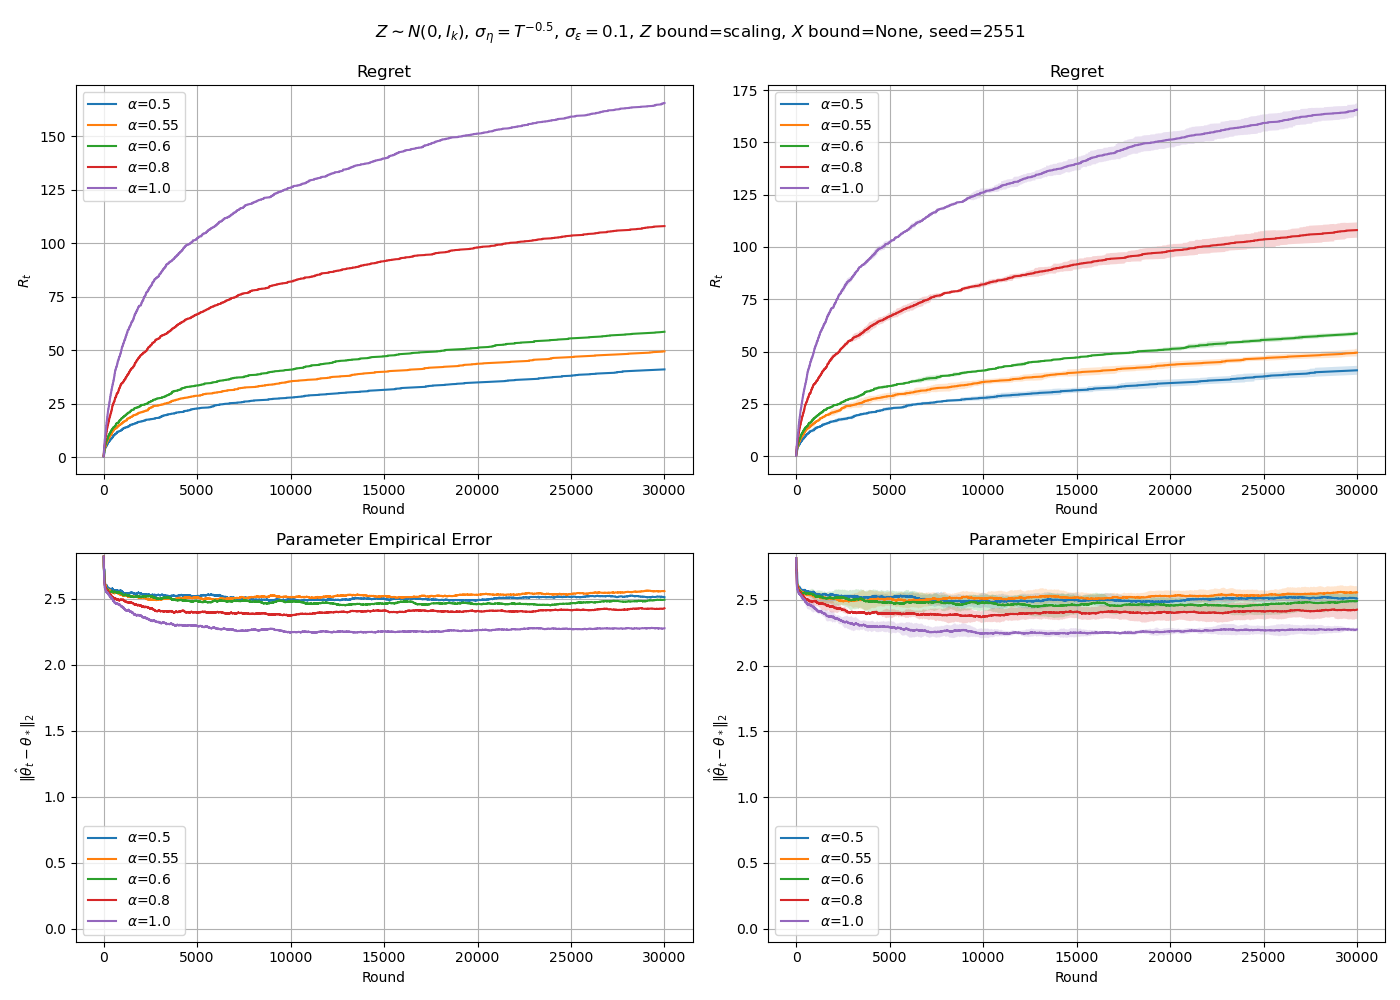 Z ∼ N(0, I_k), σ_η = T^{−0.5}, σ_ε = 0.1, Z bound=scaling, X bound=None, seed=2551
Regret
R_t
175
150
125
100
75
50
25
0
α=0.5
α=0.55
α=0.6
α=0.8
α=1.0
0 5000 10000 15000 20000 25000 30000
Round
Regret
R_t
150
125
100
75
50
25
0
α=0.5
α=0.55
α=0.6
α=0.8
α=1.0
0 5000 10000 15000 20000 25000 30000
Round
Parameter Empirical Error
‖θ̂_t − θ_*‖_2
2.5
2.0
1.5
1.0
0.5
0.0
α=0.5
α=0.55
α=0.6
α=0.8
α=1.0
0 5000 10000 15000 20000 25000 30000
Round
Parameter Empirical Error
‖θ̂_t − θ_*‖_2
2.5
2.0
1.5
1.0
0.5
0.0
α=0.5
α=0.55
α=0.6
α=0.8
α=1.0
0 5000 10000 15000 20000 25000 30000
Round